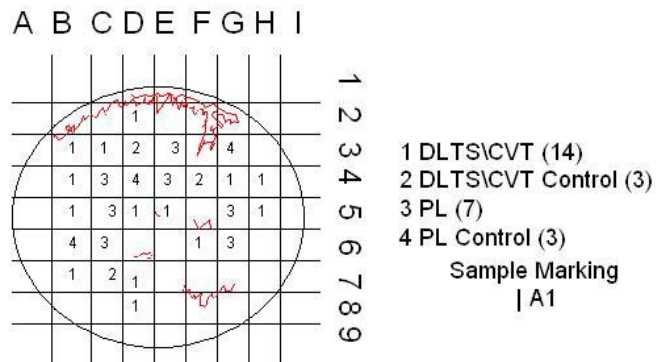 A B C D E F G H I
1
2
1
3
1 1 2 3 4
4
1 3 4 3 2 1 1
5
1 3 1 1 3 1
6
4 3 1 3
7
1 2 1
8
1
9
1 DLTS\CVT (14)
2 DLTS\CVT Control (3)
3 PL (7)
4 PL Control (3)
Sample Marking
| A1